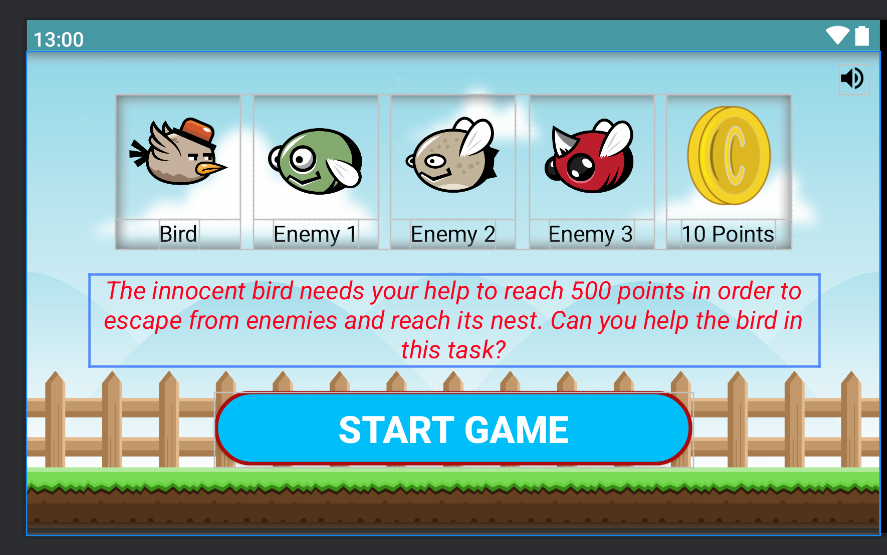 13:00
Bird
Enemy 1
Enemy 2
Enemy 3
C
10 Points
The innocent bird needs your help to reach 500 points in order to
escape from enemies and reach its nest. Can you help the bird in
this task?
START GAME